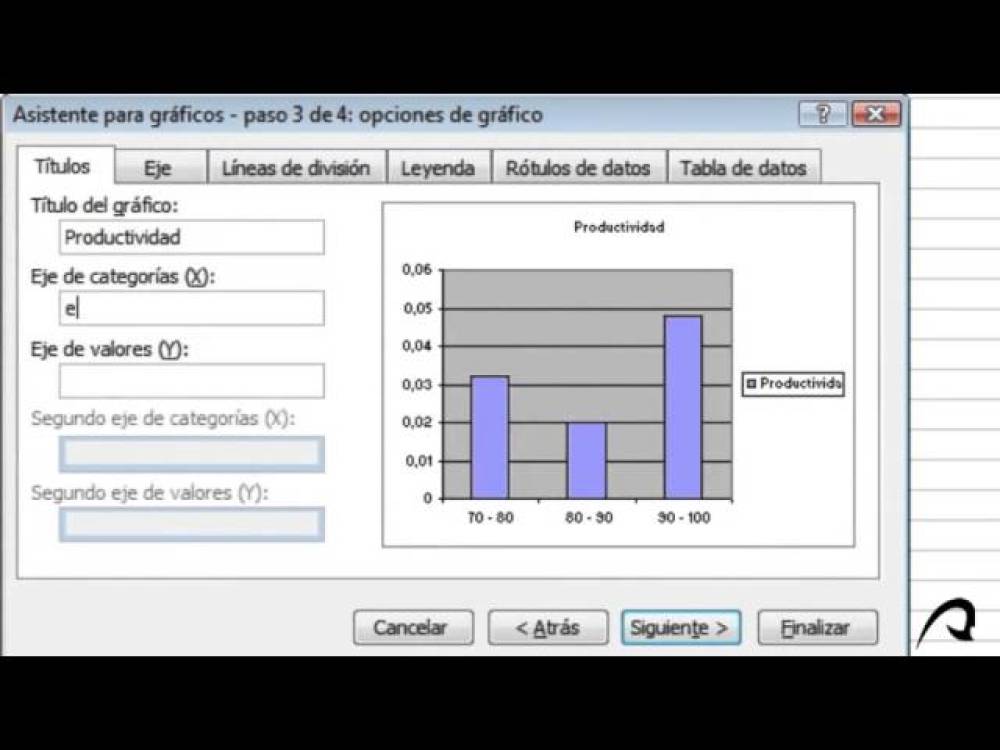 Asistente para gráficos - paso 3 de 4: opciones de gráfico
?
Títulos Eje Líneas de división Leyenda Rótulos de datos Tabla de datos
Título del gráfico:
Productividad
Eje de categorías (X):
e
Eje de valores (Y):
Segundo eje de categorías (X):
Segundo eje de valores (Y):
Productividad
0,06
0,05
0,04
0,03
0,02
0,01
0
70 - 80 80 - 90 90 - 100
Productivida
Cancelar < Atrás Siguiente > Finalizar